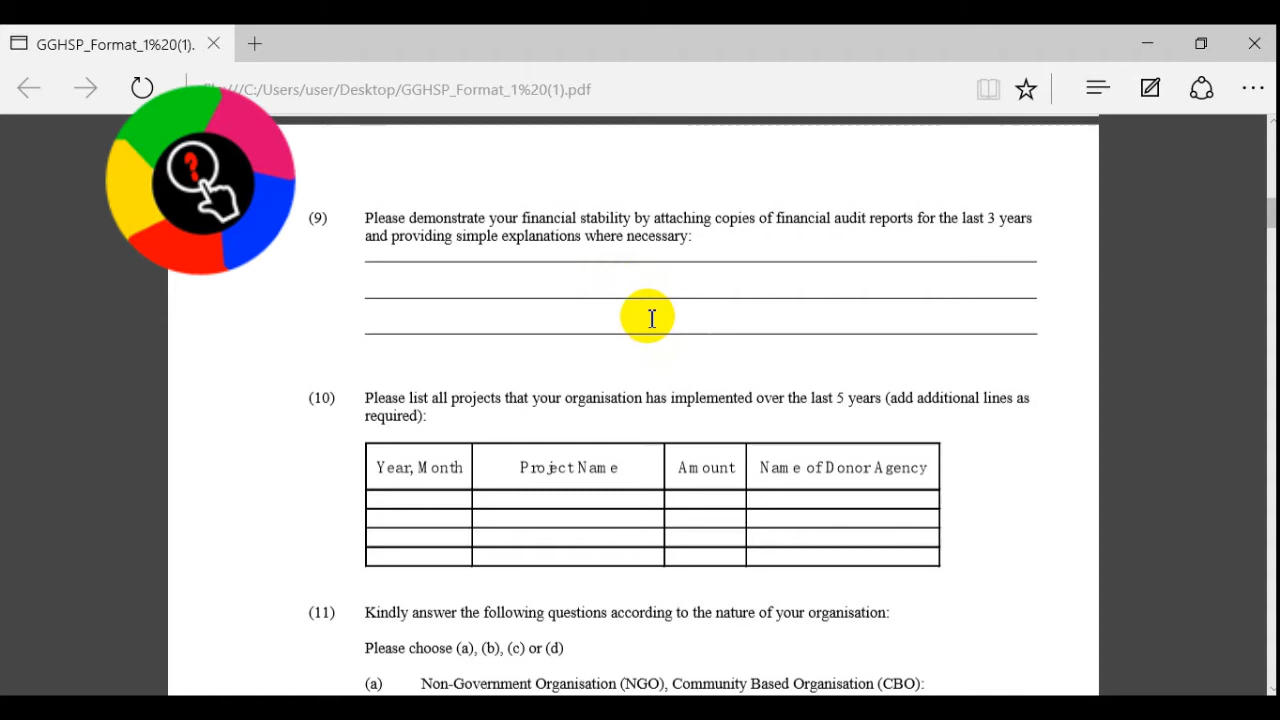 GGHSP_Format_1%20(1).
C:/Users/user/Desktop/GGHSP_Format_1%20(1).pdf
?
(9) Please demonstrate your financial stability by attaching copies of financial audit reports for the last 3 years
and providing simple explanations where necessary:
(10) Please list all projects that your organisation has implemented over the last 5 years (add additional lines as
required):
Year, Month Project Name Amount Name of Donor Agency
(11) Kindly answer the following questions according to the nature of your organisation:
Please choose (a), (b), (c) or (d)
(a) Non-Government Organisation (NGO), Community Based Organisation (CBO):